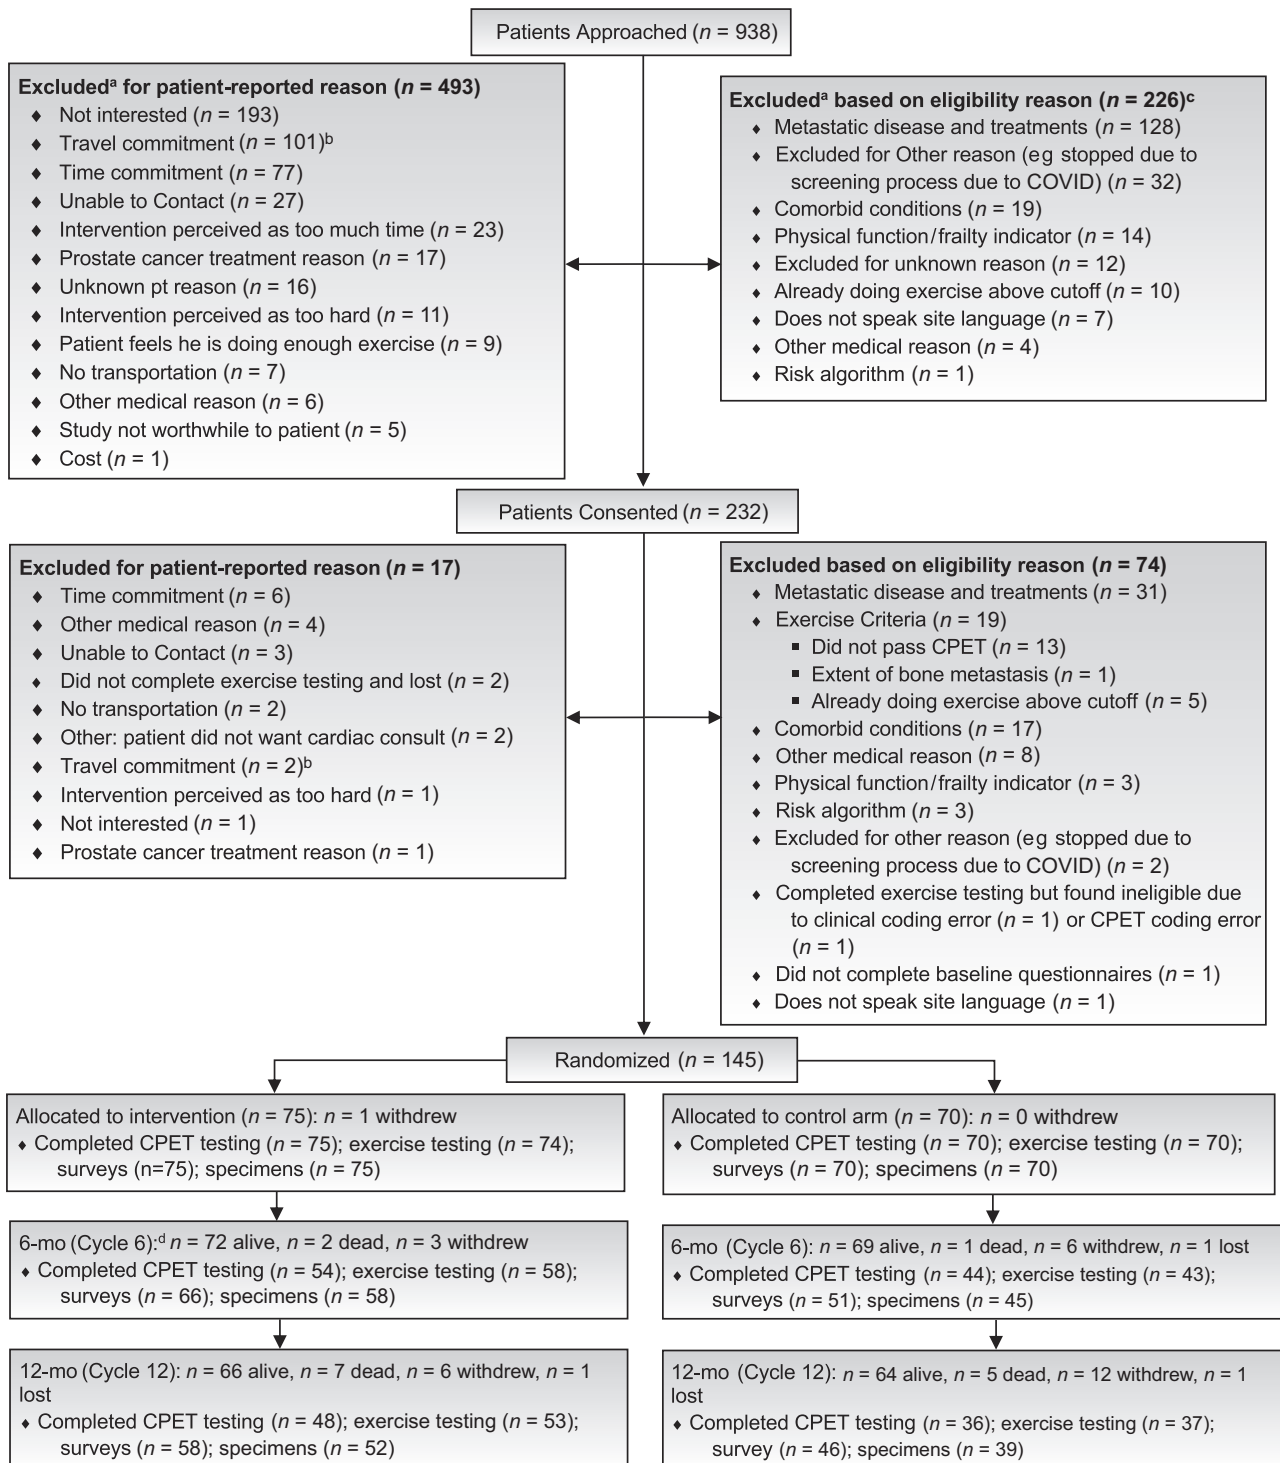 Patients Approached (n = 938)
Excludedᵃ for patient-reported reason (n = 493)
♦ Not interested (n = 193)
♦ Travel commitment (n = 101)ᵇ
♦ Time commitment (n = 77)
♦ Unable to Contact (n = 27)
♦ Intervention perceived as too much time (n = 23)
♦ Prostate cancer treatment reason (n = 17)
♦ Unknown pt reason (n = 16)
♦ Intervention perceived as too hard (n = 11)
♦ Patient feels he is doing enough exercise (n = 9)
♦ No transportation (n = 7)
♦ Other medical reason (n = 6)
♦ Study not worthwhile to patient (n = 5)
♦ Cost (n = 1)
Excludedᵃ based on eligibility reason (n = 226)ᶜ
♦ Metastatic disease and treatments (n = 128)
♦ Excluded for Other reason (eg stopped due to
screening process due to COVID) (n = 32)
♦ Comorbid conditions (n = 19)
♦ Physical function/frailty indicator (n = 14)
♦ Excluded for unknown reason (n = 12)
♦ Already doing exercise above cutoff (n = 10)
♦ Does not speak site language (n = 7)
♦ Other medical reason (n = 4)
♦ Risk algorithm (n = 1)
Patients Consented (n = 232)
Excluded for patient-reported reason (n = 17)
♦ Time commitment (n = 6)
♦ Other medical reason (n = 4)
♦ Unable to Contact (n = 3)
♦ Did not complete exercise testing and lost (n = 2)
♦ No transportation (n = 2)
♦ Other: patient did not want cardiac consult (n = 2)
♦ Travel commitment (n = 2)ᵇ
♦ Intervention perceived as too hard (n = 1)
♦ Not interested (n = 1)
♦ Prostate cancer treatment reason (n = 1)
Excluded based on eligibility reason (n = 74)
♦ Metastatic disease and treatments (n = 31)
♦ Exercise Criteria (n = 19)
▪ Did not pass CPET (n = 13)
▪ Extent of bone metastasis (n = 1)
▪ Already doing exercise above cutoff (n = 5)
♦ Comorbid conditions (n = 17)
♦ Other medical reason (n = 8)
♦ Physical function/frailty indicator (n = 3)
♦ Risk algorithm (n = 3)
♦ Excluded for other reason (eg stopped due to
screening process due to COVID) (n = 2)
♦ Completed exercise testing but found ineligible due
to clinical coding error (n = 1) or CPET coding error
(n = 1)
♦ Did not complete baseline questionnaires (n = 1)
♦ Does not speak site language (n = 1)
Randomized (n = 145)
Allocated to intervention (n = 75): n = 1 withdrew
♦ Completed CPET testing (n = 75); exercise testing (n = 74);
surveys (n=75); specimens (n = 75)
Allocated to control arm (n = 70): n = 0 withdrew
♦ Completed CPET testing (n = 70); exercise testing (n = 70);
surveys (n = 70); specimens (n = 70)
6-mo (Cycle 6):ᵈ n = 72 alive, n = 2 dead, n = 3 withdrew
♦ Completed CPET testing (n = 54); exercise testing (n = 58);
surveys (n = 66); specimens (n = 58)
6-mo (Cycle 6): n = 69 alive, n = 1 dead, n = 6 withdrew, n = 1 lost
♦ Completed CPET testing (n = 44); exercise testing (n = 43);
surveys (n = 51); specimens (n = 45)
12-mo (Cycle 12): n = 66 alive, n = 7 dead, n = 6 withdrew, n = 1
lost
♦ Completed CPET testing (n = 48); exercise testing (n = 53);
surveys (n = 58); specimens (n = 52)
12-mo (Cycle 12): n = 64 alive, n = 5 dead, n = 12 withdrew, n = 1
lost
♦ Completed CPET testing (n = 36); exercise testing (n = 37);
survey (n = 46); specimens (n = 39)